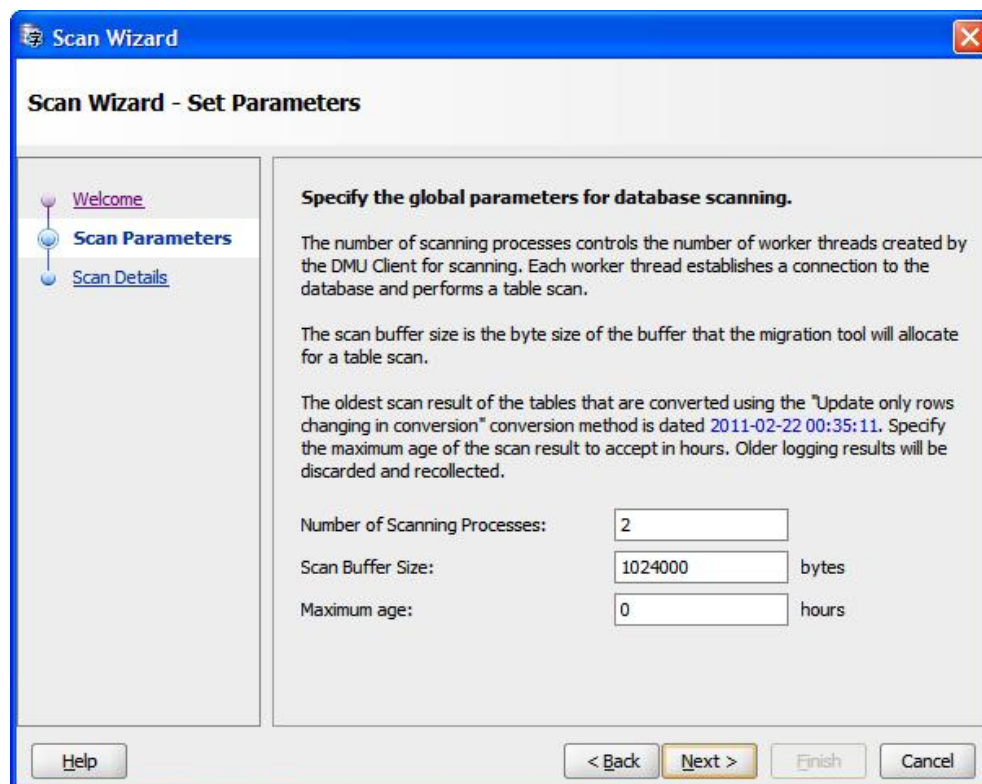 字 Scan Wizard
Scan Wizard - Set Parameters
Welcome
Scan Parameters
Scan Details
Specify the global parameters for database scanning.
The number of scanning processes controls the number of worker threads created by
the DMU Client for scanning. Each worker thread establishes a connection to the
database and performs a table scan.
The scan buffer size is the byte size of the buffer that the migration tool will allocate
for a table scan.
The oldest scan result of the tables that are converted using the "Update only rows
changing in conversion" conversion method is dated 2011-02-22 00:35:11. Specify
the maximum age of the scan result to accept in hours. Older logging results will be
discarded and recollected.
Number of Scanning Processes: 2
Scan Buffer Size: 1024000 bytes
Maximum age: 0 hours
Help < Back Next > Finish Cancel